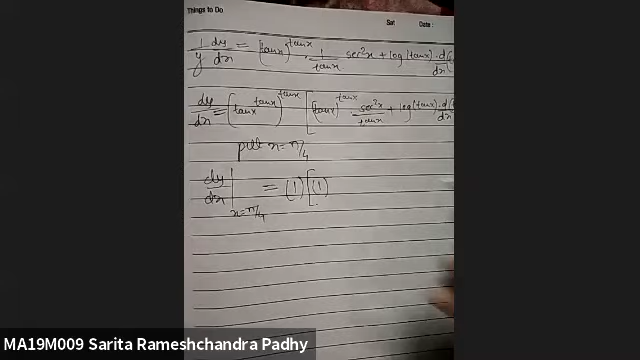 Things to Do
Sat Date :
1/y dy/dx = (tanx)^tanx · 1/tanx sec²x + log(tanx) · d(
dx
dy/dx = (tanx^tanx)^tanx [ (tanx)^tanx · sec²x/tanx + log(tanx) · d(
dx
put x = π/4
dy/dx | x=π/4 = (1) [ (1)
MA19M009 Sarita Rameshchandra Padhy